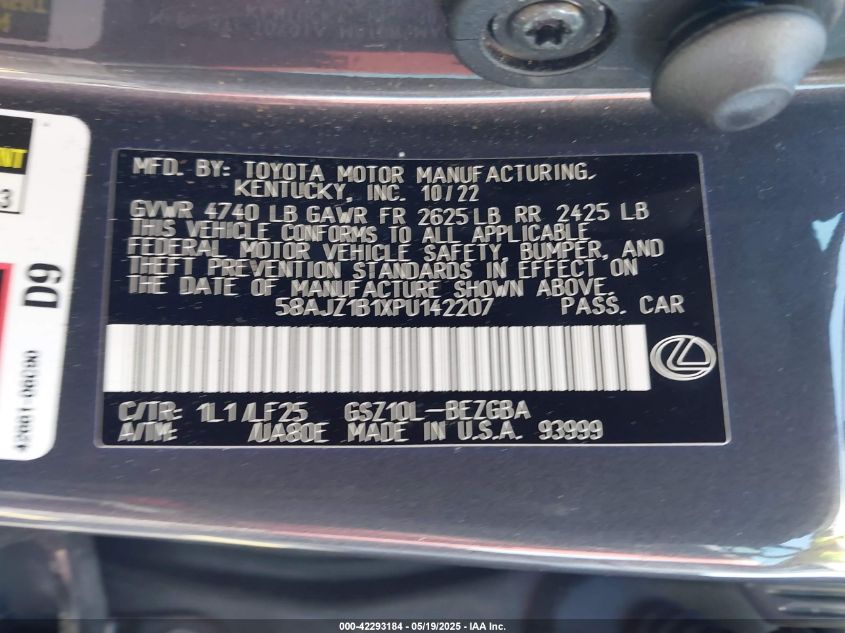 MFD. BY: TOYOTA MOTOR MANUFACTURING,
KENTUCKY, INC. 10/22
GVWR 4740 LB GAWR FR 2625 LB RR 2425 LB
THIS VEHICLE CONFORMS TO ALL APPLICABLE
FEDERAL MOTOR VEHICLE SAFETY, BUMPER, AND
THEFT PREVENTION STANDARDS IN EFFECT ON
THE DATE OF MANUFACTURE SHOWN ABOVE.
58AJZ1B1XPU142207 PASS. CAR
C/TR: 1L1/LF25 GSZ10L-BEZGBA
A/TM: /UA80E MADE IN U.S.A. 93999
D9
3
000-42293184 - 05/19/2025 - IAA Inc.